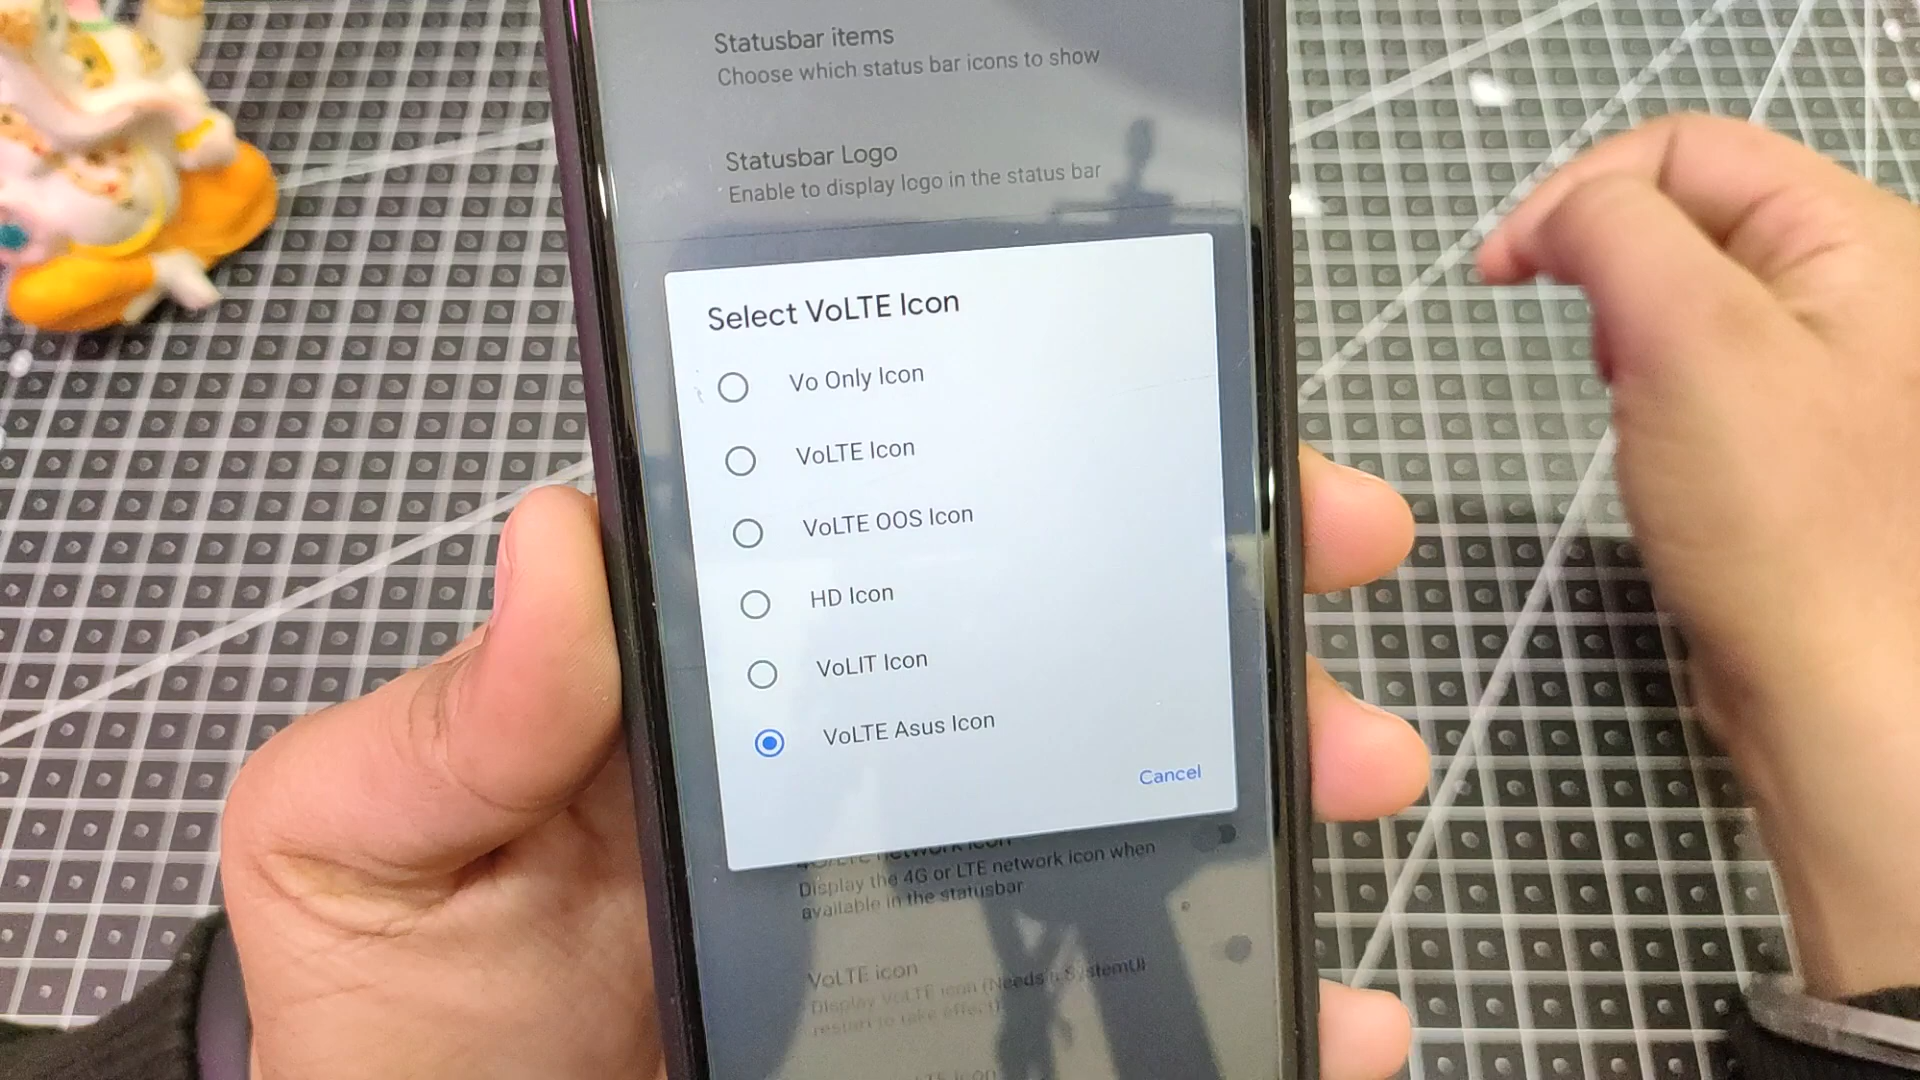 Statusbar items
Choose which status bar icons to show
Statusbar Logo
Enable to display logo in the status bar
Select VoLTE Icon
Vo Only Icon
VoLTE Icon
VoLTE OOS Icon
HD Icon
VoLIT Icon
VoLTE Asus Icon
Cancel
4G/LTE network icon
Display the 4G or LTE network icon when
available in the statusbar
VoLTE icon
Display VoLTE icon (Needs SystemUI
restart to take effect)